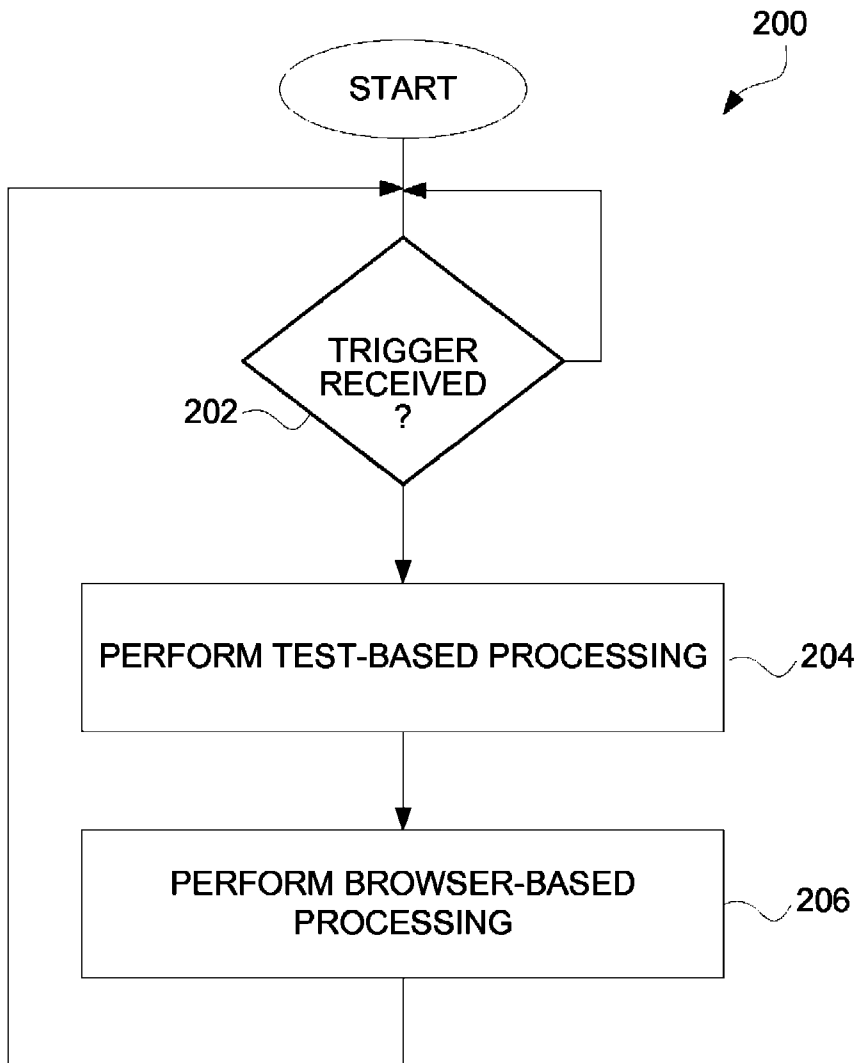 200
START
TRIGGER
RECEIVED
?
202
PERFORM TEST-BASED PROCESSING
204
PERFORM BROWSER-BASED
PROCESSING
206